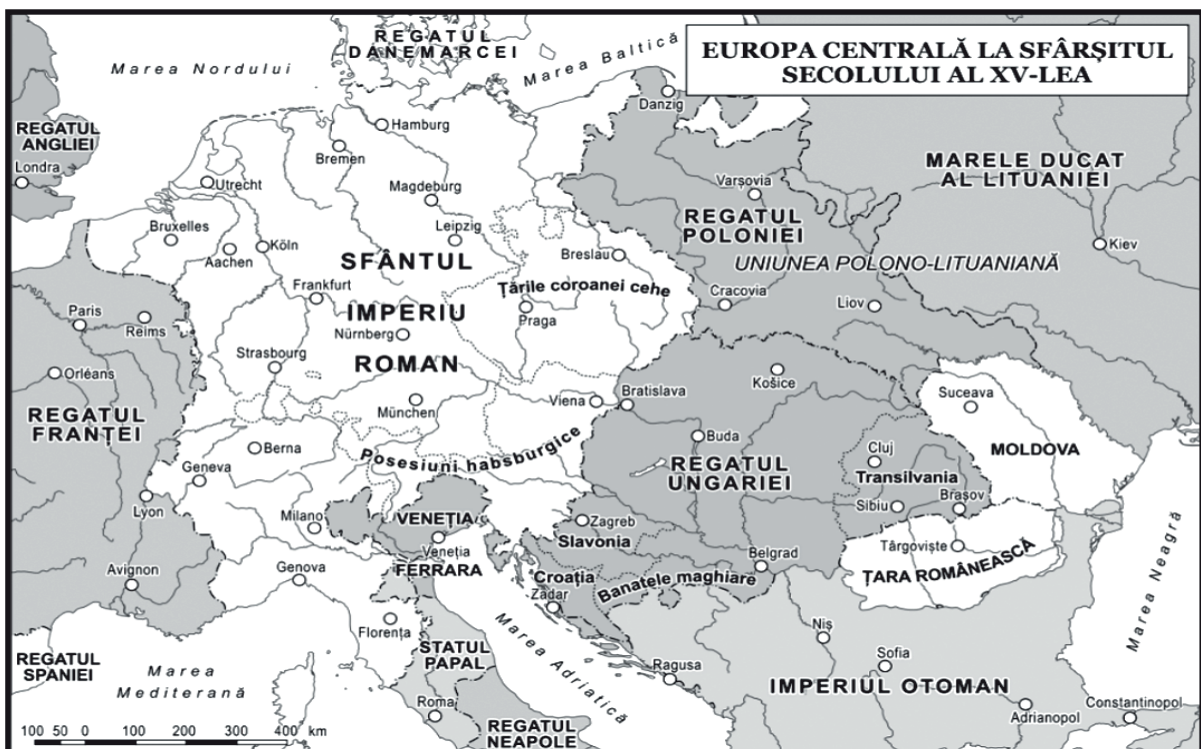 EUROPA CENTRALĂ LA SFÂRȘITUL
SECOLULUI AL XV-LEA
REGATUL
DANEMARCEI
Marea Nordului
Marea Baltică
Danzig
Hamburg
Bremen
REGATUL
ANGLIEI
Londra
Utrecht
Magdeburg
Varșovia
MARELE DUCAT
AL LITUANIEI
Bruxelles
Aachen
Köln
Leipzig
Breslau
REGATUL
POLONIEI
Kiev
UNIUNEA POLONO-LITUANIANĂ
SFÂNTUL
IMPERIU
ROMAN
Țările coroanei cehe
Frankfurt
Praga
Cracovia
Liov
Paris
Reims
Nürnberg
Strasbourg
Orléans
REGATUL
FRANȚEI
München
Viena
Bratislava
Košice
Suceava
MOLDOVA
Berna
Geneva
Posesiuni habsburgice
Buda
REGATUL
UNGARIEI
Cluj
Transilvania
Sibiu
Brașov
Lyon
Milano
VENEȚIA
Veneția
FERRARA
Zagreb
Slavonia
Croația
Zadar
Banatele maghiare
Belgrad
Târgoviște
ȚARA ROMÂNEASCĂ
Marea Neagră
Avignon
Genova
Florența
STATUL
PAPAL
Marea Adriatică
Niș
Sofia
Ragusa
IMPERIUL OTOMAN
Adrianopol
Constantinopol
REGATUL
SPANIEI
Marea
Mediterană
Roma
REGATUL
NEAPOLE
100 50 0 100 200 300 400 km